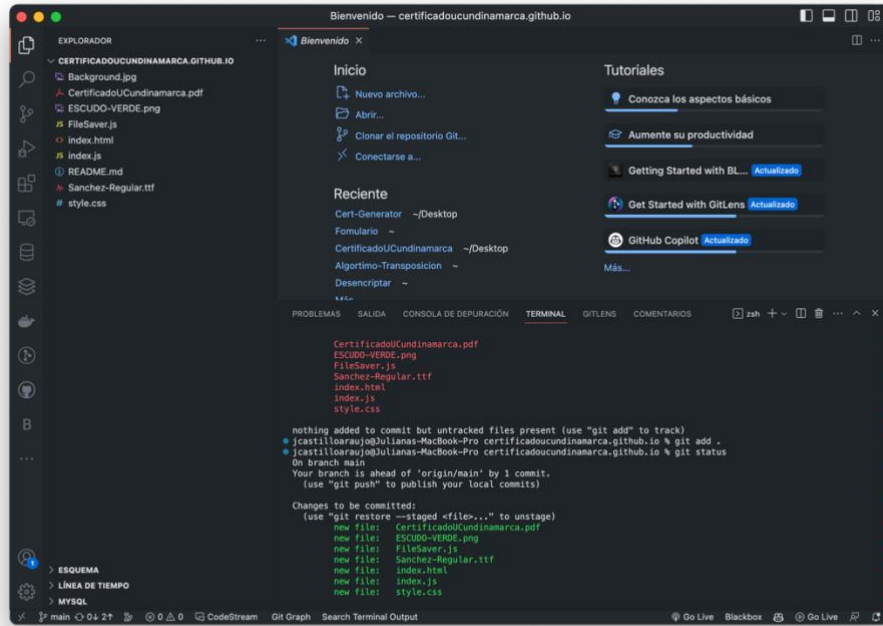 Bienvenido — certificadoucundinamarca.github.io
EXPLORADOR
CERTIFICADOUCUNDINAMARCA.GITHUB.IO
Background.jpg
CertificadoUCundinamarca.pdf
ESCUDO-VERDE.png
JS FileSaver.js
<> index.html
JS index.js
README.md
Sanchez-Regular.ttf
# style.css
ESQUEMA
LÍNEA DE TIEMPO
MYSQL
Bienvenido
Inicio
Nuevo archivo...
Abrir...
Clonar el repositorio Git...
Conectarse a...
Reciente
Cert-Generator ~/Desktop
Fomulario ~
CertificadoUCundinamarca ~/Desktop
Algortimo-Transposicion ~
Desencriptar ~
Más...
Tutoriales
Conozca los aspectos básicos
Aumente su productividad
Getting Started with BL... Actualizado
Get Started with GitLens Actualizado
GitHub Copilot Actualizado
Más...
PROBLEMAS SALIDA CONSOLA DE DEPURACIÓN TERMINAL GITLENS COMENTARIOS zsh
CertificadoUCundinamarca.pdf
ESCUDO-VERDE.png
FileSaver.js
Sanchez-Regular.ttf
index.html
index.js
style.css
nothing added to commit but untracked files present (use "git add" to track)
jcastilloaraujo@Julianas-MacBook-Pro certificadoucundinamarca.github.io % git add .
jcastilloaraujo@Julianas-MacBook-Pro certificadoucundinamarca.github.io % git status
On branch main
Your branch is ahead of 'origin/main' by 1 commit.
(use "git push" to publish your local commits)
Changes to be committed:
(use "git restore --staged <file>..." to unstage)
new file: CertificadoUCundinamarca.pdf
new file: ESCUDO-VERDE.png
new file: FileSaver.js
new file: Sanchez-Regular.ttf
new file: index.html
new file: index.js
new file: style.css
B
1
main 0↓ 2↑ 0 0 CodeStream Git Graph Search Terminal Output Go Live Blackbox Go Live